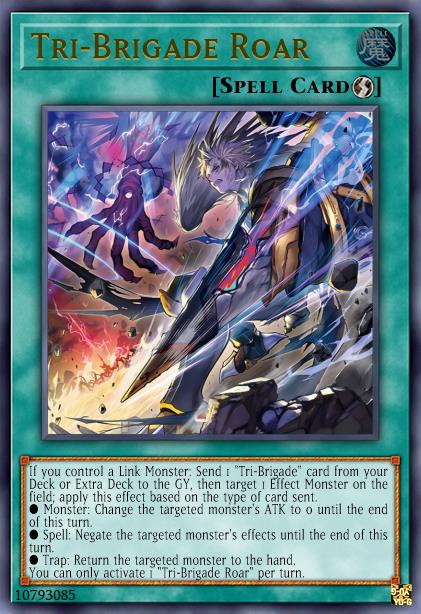 TRI-BRIGADE ROAR
SPELL
魔
[SPELL CARD]
If you control a Link Monster: Send 1 "Tri-Brigade" card from your
Deck or Extra Deck to the GY, then target 1 Effect Monster on the
field; apply this effect based on the type of card sent.
● Monster: Change the targeted monster's ATK to 0 until the end
of this turn.
● Spell: Negate the targeted monster's effects until the end of this
turn.
● Trap: Return the targeted monster to the hand.
You can only activate 1 "Tri-Brigade Roar" per turn.
10793085